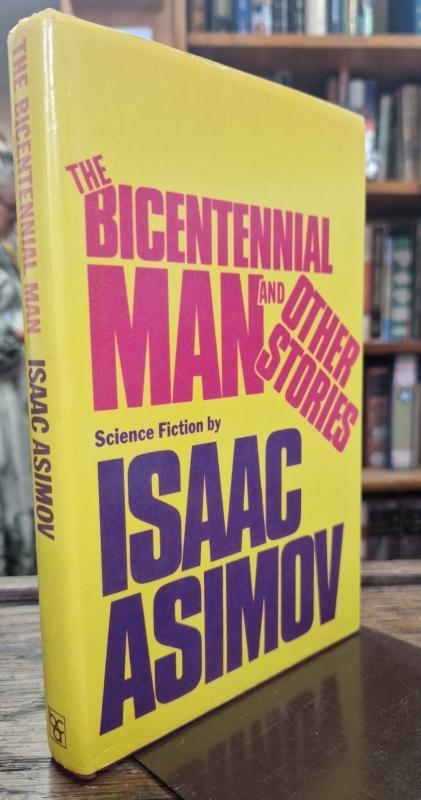 THE BICENTENNIAL MAN ISAAC ASIMOV
THE
BICENTENNIAL
MAN AND OTHER
STORIES
Science Fiction by
ISAAC
ASIMOV